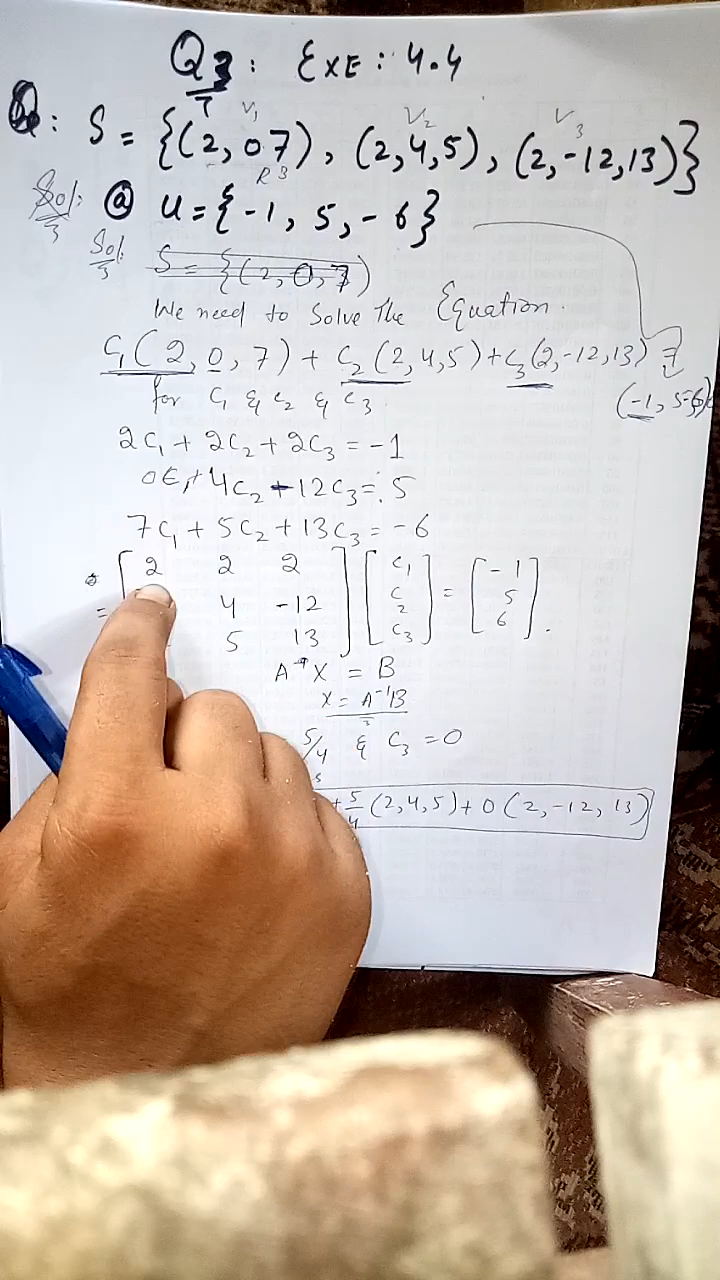 Q3: Exe: 4.4
V1 V2 V3
Q: S = {(2, 0 7), (2, 4, 5), (2, -12, 13)}
R3
Sol: ⓐ u = {-1, 5, -6}
Sol:
S = {(2, 0, 7)
We need to Solve The Equation.
C1 (2, 0, 7) + C2 (2, 4, 5) + C3 (2, -12, 13) =
for C1 & C2 & C3
(-1, 5 -6)
2C1 + 2C2 + 2C3 = -1
0C1 + 4C2 - 12C3 = 5
7C1 + 5C2 + 13C3 = -6
= [2 2 2 4 -12 5 13] [C1 C2 C3] = [-1 5 6].
A X = B
X = A⁻¹B
5/4 & C3 = 0
+ 5/4 (2, 4, 5) + 0 (2, -12, 13)